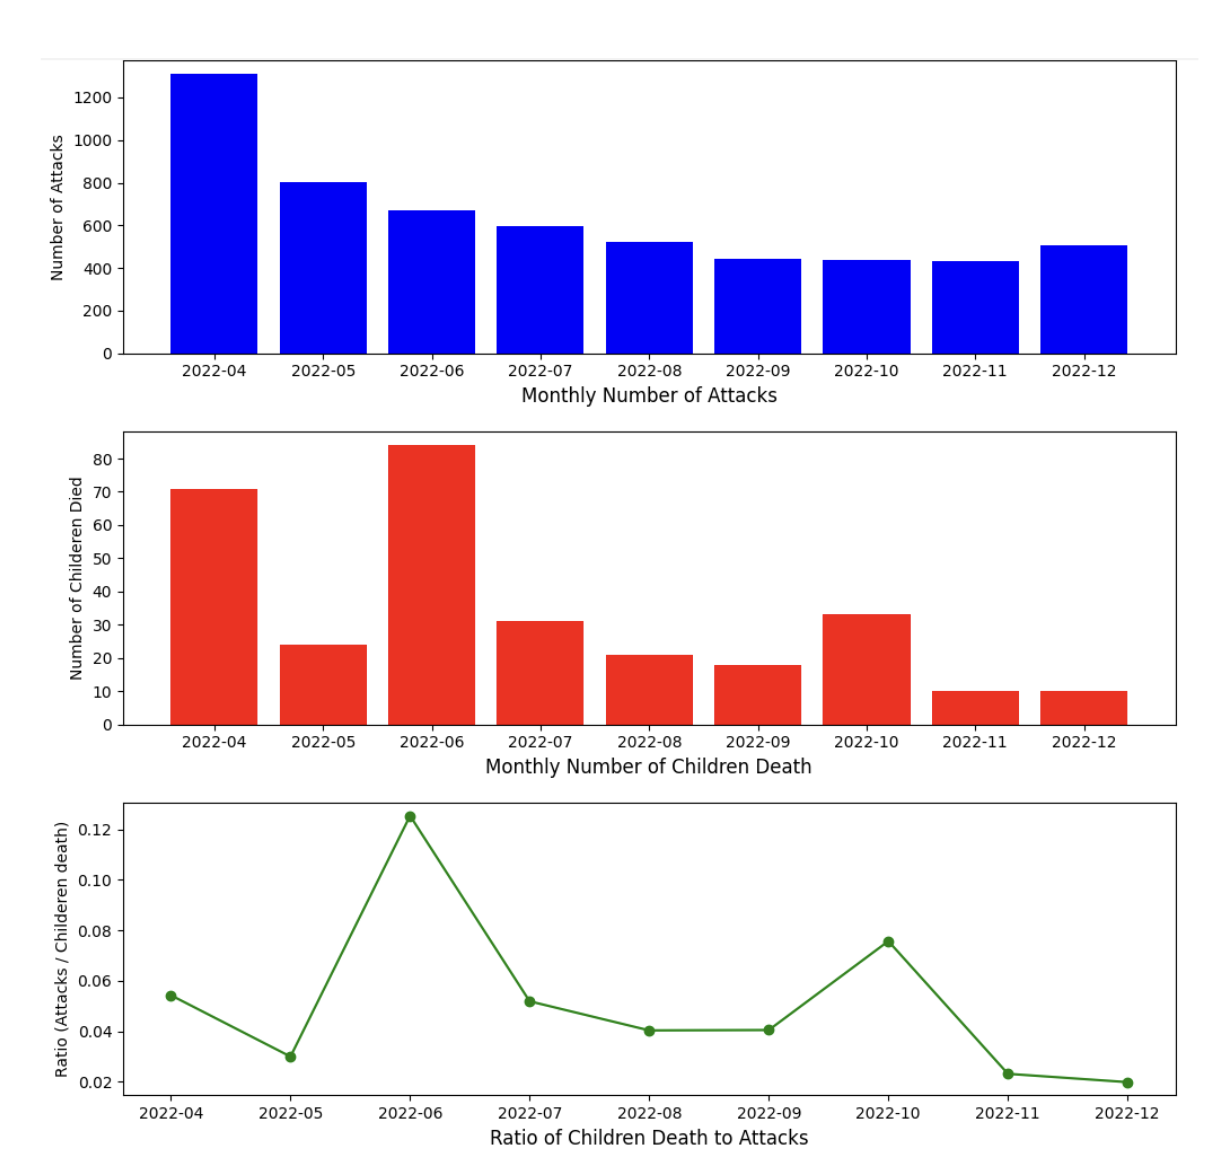 Number of Attacks
1200
1000
800
600
400
200
0
2022-04 2022-05 2022-06 2022-07 2022-08 2022-09 2022-10 2022-11 2022-12
Monthly Number of Attacks
Number of Childeren Died
80
70
60
50
40
30
20
10
0
2022-04 2022-05 2022-06 2022-07 2022-08 2022-09 2022-10 2022-11 2022-12
Monthly Number of Children Death
Ratio (Attacks / Childeren death)
0.12
0.10
0.08
0.06
0.04
0.02
2022-04 2022-05 2022-06 2022-07 2022-08 2022-09 2022-10 2022-11 2022-12
Ratio of Children Death to Attacks